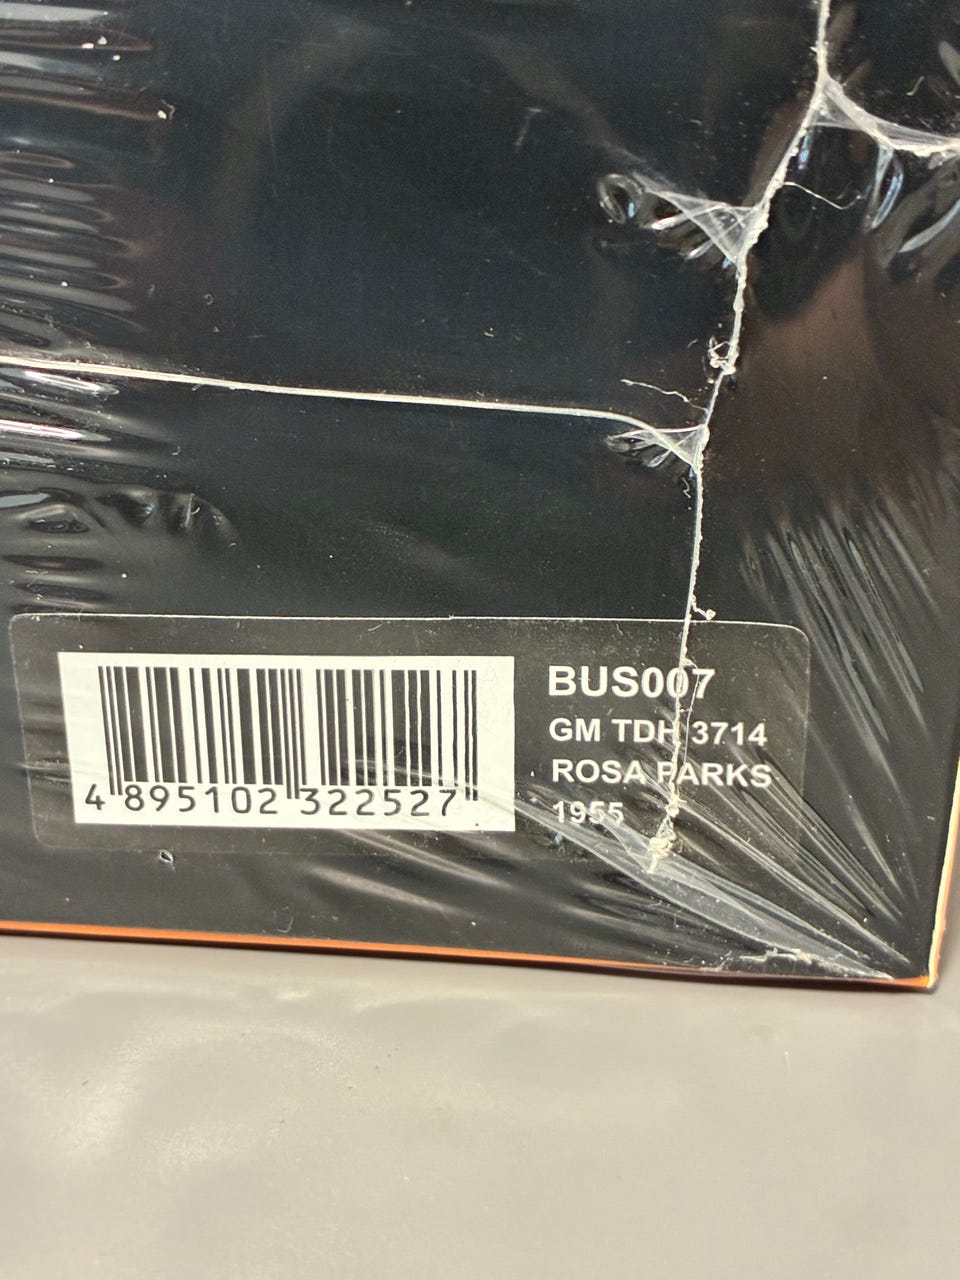 BUS007
GM TDH 3714
ROSA PARKS
1955
4 895102 322527